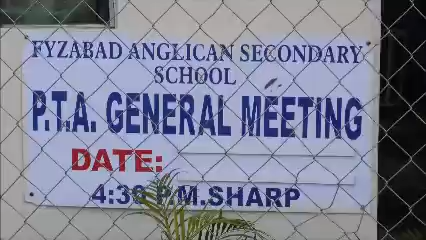 FYZABAD ANGLICAN SECONDARY
SCHOOL
P.T.A. GENERAL MEETING
DATE:
4:30 P.M.SHARP